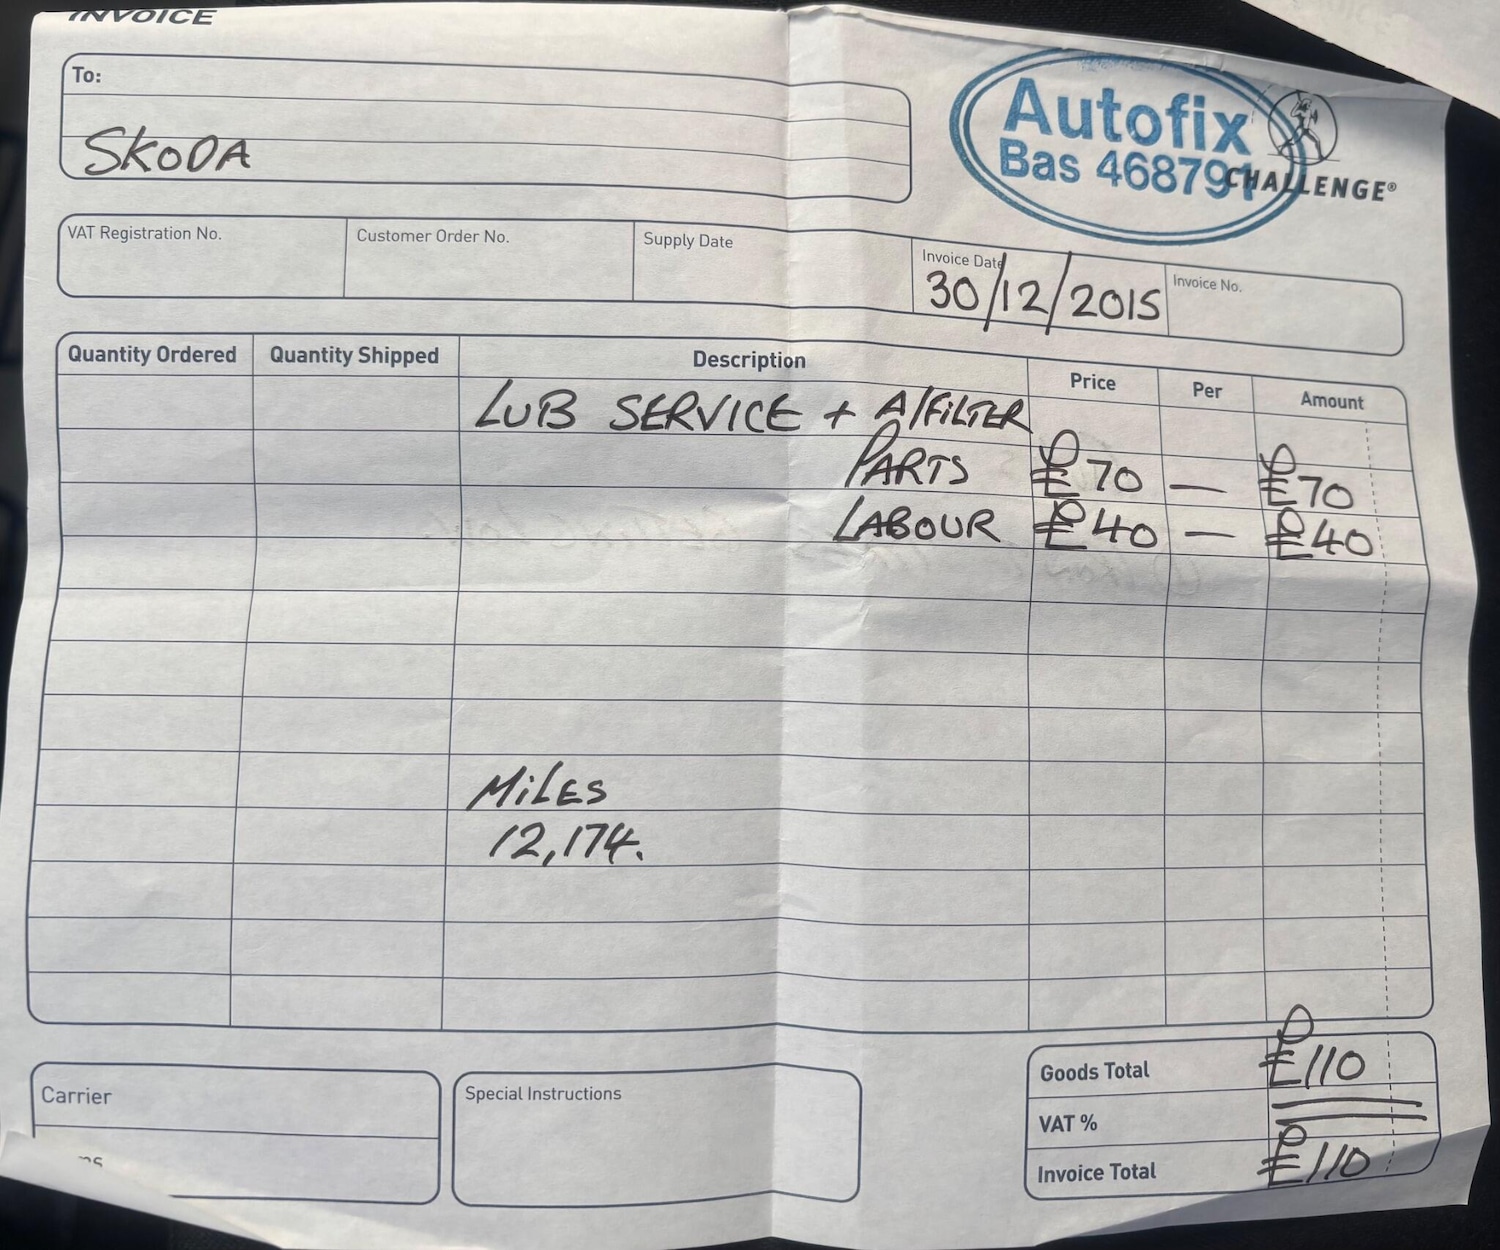 INVOICE
To:
SKODA
Autofix
Bas 468791
CHALLENGE®
VAT Registration No.
Customer Order No.
Supply Date
Invoice Date
30/12/2015
Invoice No.
Quantity Ordered Quantity Shipped Description Price Per Amount
LUB SERVICE + A/FiLTER
PARTS £70 — £70
LABOUR £40 — £40
MiLES
12,174.
Carrier
Special Instructions
Goods Total £110
VAT %
Invoice Total £110